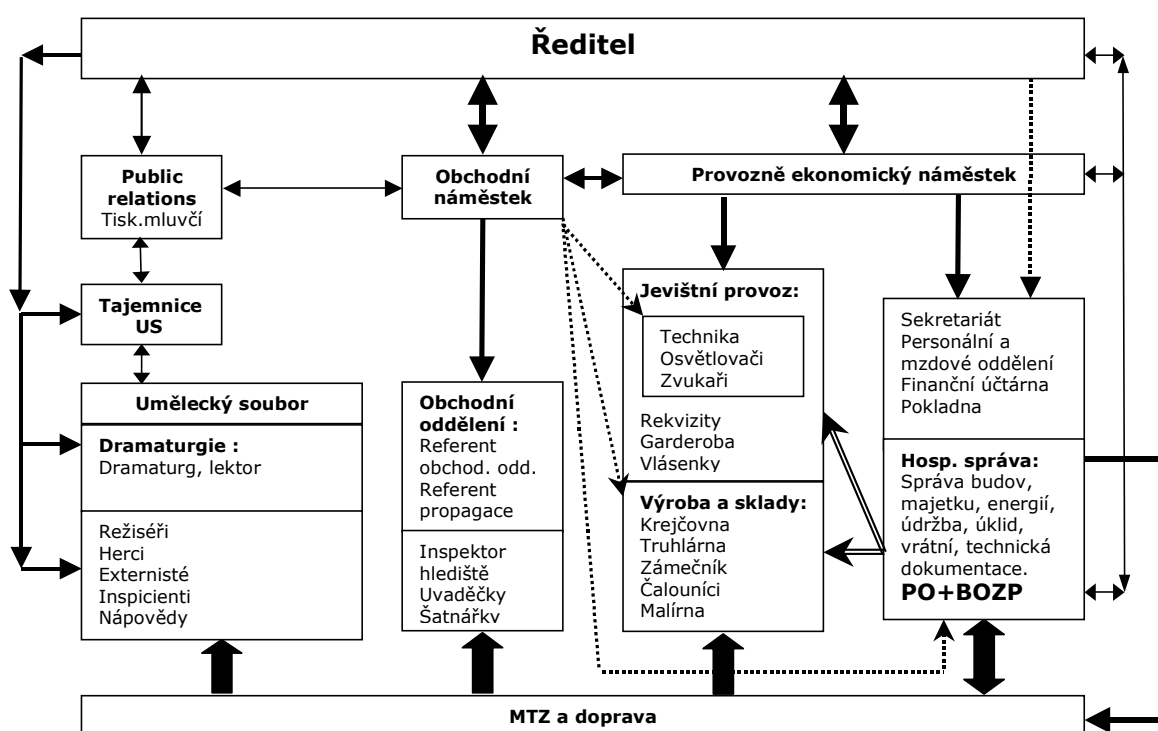 Ředitel
Public
relations
Tisk.mluvčí
Obchodní
náměstek
Provozně ekonomický náměstek
Tajemnice
US
Umělecký soubor
Dramaturgie :
Dramaturg, lektor
Režiséři
Herci
Externisté
Inspicienti
Nápovědy
Obchodní
oddělení :
Referent
obchod. odd.
Referent
propagace
Inspektor
hlediště
Uvaděčky
Šatnářky
Jevištní provoz:
Technika
Osvětlovači
Zvukaři
Rekvizity
Garderoba
Vlásenky
Výroba a sklady:
Krejčovna
Truhlárna
Zámečník
Čalouníci
Malírna
Sekretariát
Personální a
mzdové oddělení
Finanční účtárna
Pokladna
Hosp. správa:
Správa budov,
majetku, energií,
údržba, úklid,
vrátní, technická
dokumentace.
PO+BOZP
MTZ a doprava